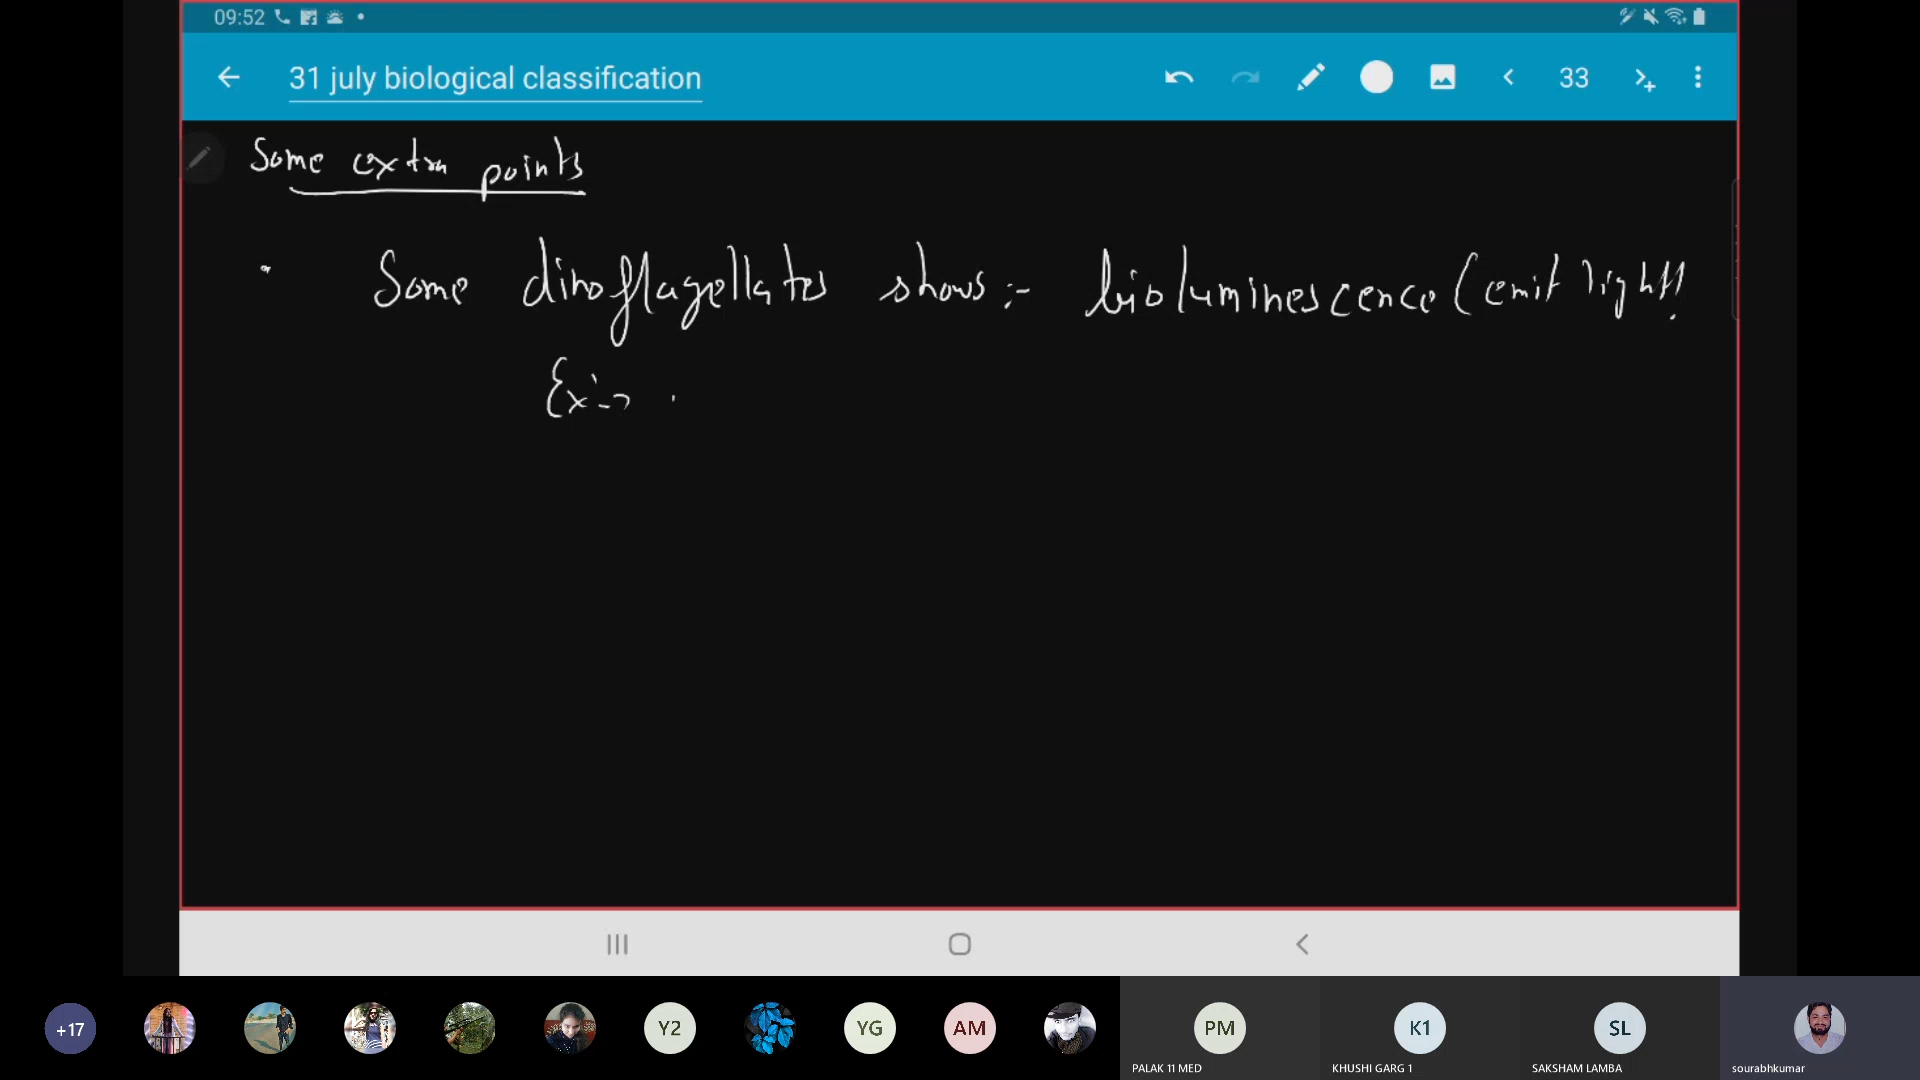 09:52
31 july biological classification
33
Some extra points
Some dinoflagellates shows :- bioluminescence (emit light)
Ex:->
+17
Y2
YG
AM
PM
K1
SL
PALAK 11 MED
KHUSHI GARG 1
SAKSHAM LAMBA
sourabhkumar